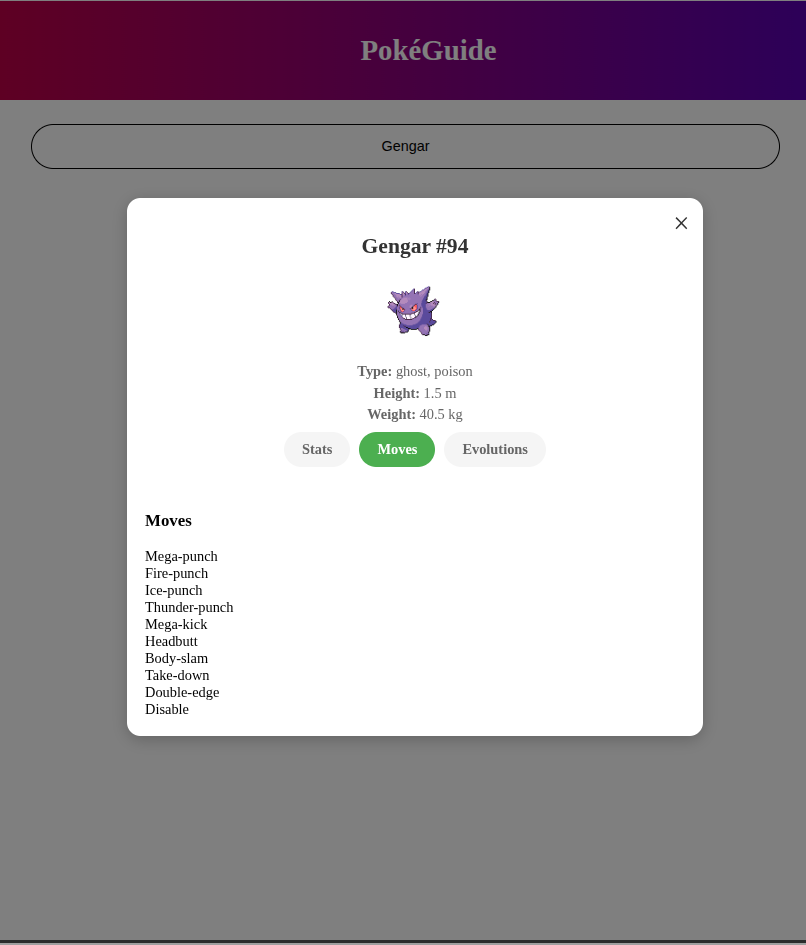 PokéGuide
Gengar
Gengar #94
Type: ghost, poison
Height: 1.5 m
Weight: 40.5 kg
Stats Moves Evolutions
Moves
Mega-punch
Fire-punch
Ice-punch
Thunder-punch
Mega-kick
Headbutt
Body-slam
Take-down
Double-edge
Disable